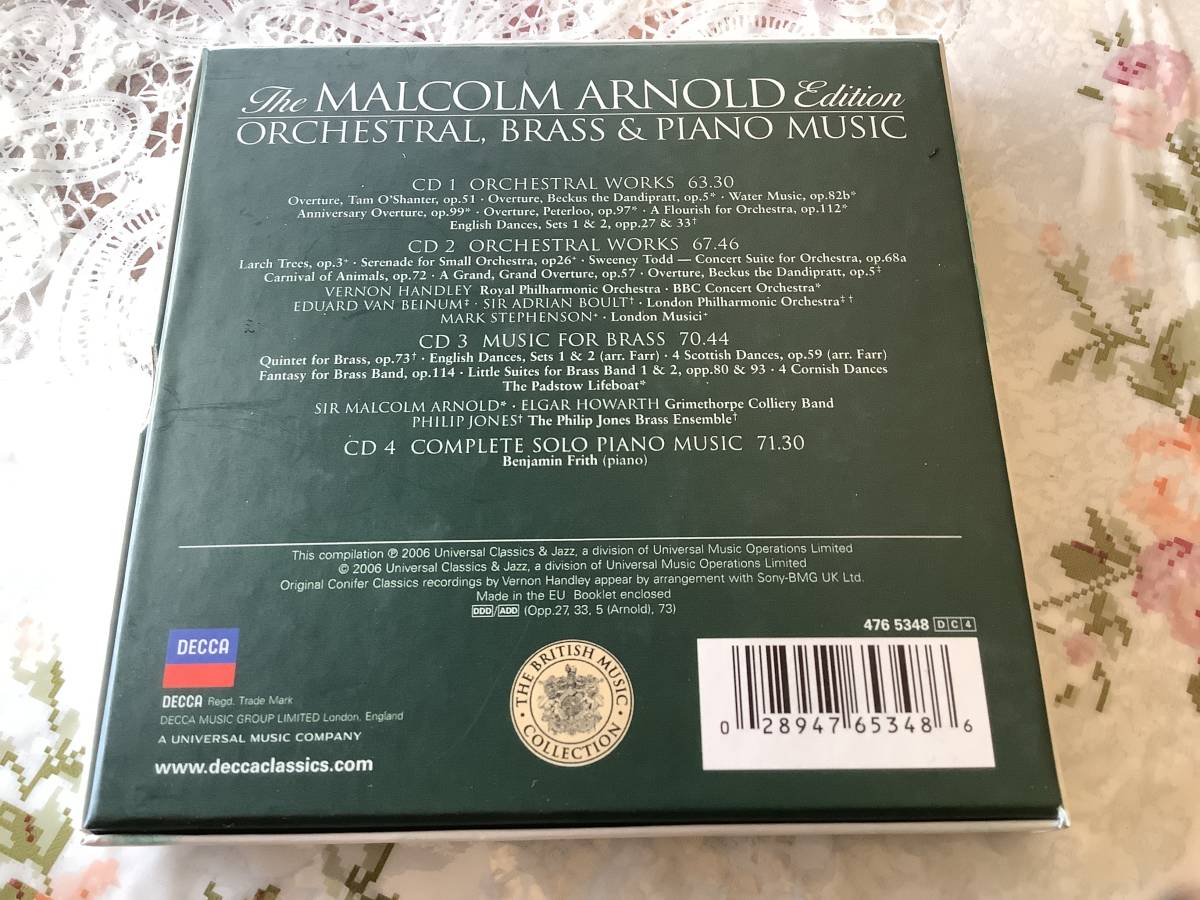 The MALCOLM ARNOLD Edition
ORCHESTRAL, BRASS & PIANO MUSIC
CD 1 ORCHESTRAL WORKS 63.30
Overture, Tam O'Shanter, op.51 · Overture, Beckus the Dandipratt, op.5* · Water Music, op.82b*
Anniversary Overture, op.99* · Overture, Peterloo, op.97* · A Flourish for Orchestra, op.112*
English Dances, Sets 1 & 2, opp.27 & 33†
CD 2 ORCHESTRAL WORKS 67.46
Larch Trees, op.3⁺ · Serenade for Small Orchestra, op26⁺ · Sweeney Todd — Concert Suite for Orchestra, op.68a
Carnival of Animals, op.72 · A Grand, Grand Overture, op.57 · Overture, Beckus the Dandipratt, op.5‡
VERNON HANDLEY Royal Philharmonic Orchestra · BBC Concert Orchestra*
EDUARD VAN BEINUM‡ · SIR ADRIAN BOULT† · London Philharmonic Orchestra‡ †
MARK STEPHENSON⁺ · London Musici⁺
CD 3 MUSIC FOR BRASS 70.44
Quintet for Brass, op.73† · English Dances, Sets 1 & 2 (arr. Farr) · 4 Scottish Dances, op.59 (arr. Farr)
Fantasy for Brass Band, op.114 · Little Suites for Brass Band 1 & 2, opp.80 & 93 · 4 Cornish Dances
The Padstow Lifeboat*
SIR MALCOLM ARNOLD* · ELGAR HOWARTH Grimethorpe Colliery Band
PHILIP JONES† The Philip Jones Brass Ensemble†
CD 4 COMPLETE SOLO PIANO MUSIC 71.30
Benjamin Frith (piano)
This compilation ℗ 2006 Universal Classics & Jazz, a division of Universal Music Operations Limited
© 2006 Universal Classics & Jazz, a division of Universal Music Operations Limited
Original Conifer Classics recordings by Vernon Handley appear by arrangement with Sony-BMG UK Ltd.
Made in the EU Booklet enclosed
DDD/ADD (Opp.27, 33, 5 (Arnold), 73)
476 5348 DC4
DECCA
THE BRITISH MUSIC COLLECTION
0 28947 65348 6
DECCA Regd. Trade Mark
DECCA MUSIC GROUP LIMITED London, England
A UNIVERSAL MUSIC COMPANY
www.deccaclassics.com